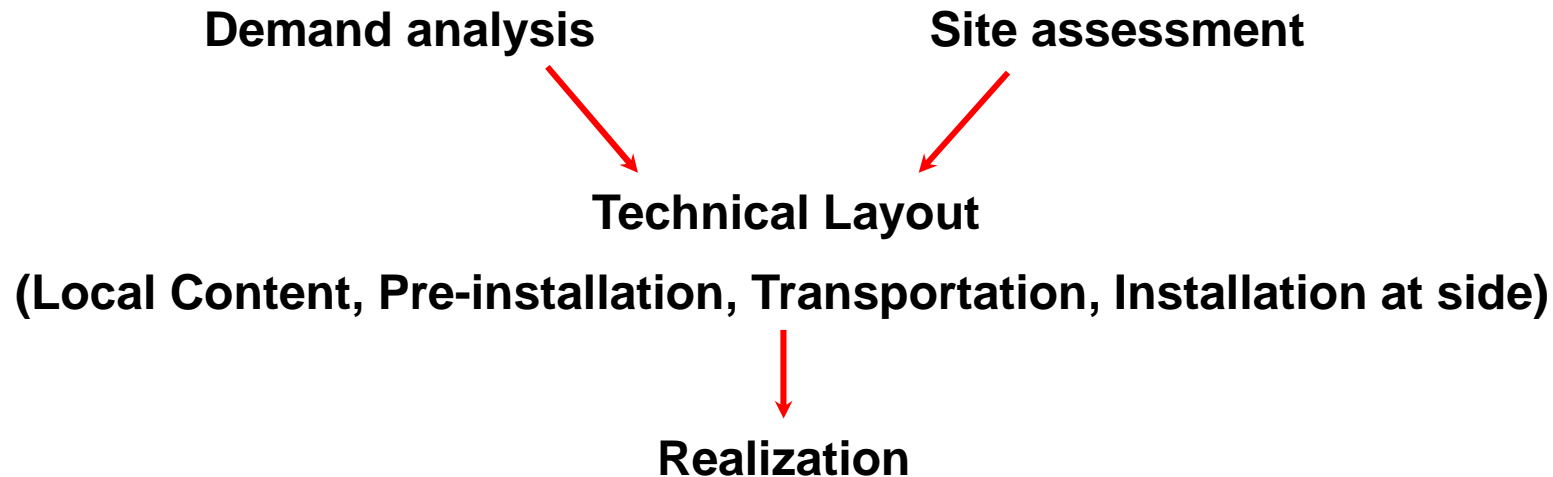 Demand analysis
Site assessment
Technical Layout
(Local Content, Pre-installation, Transportation, Installation at side)
Realization